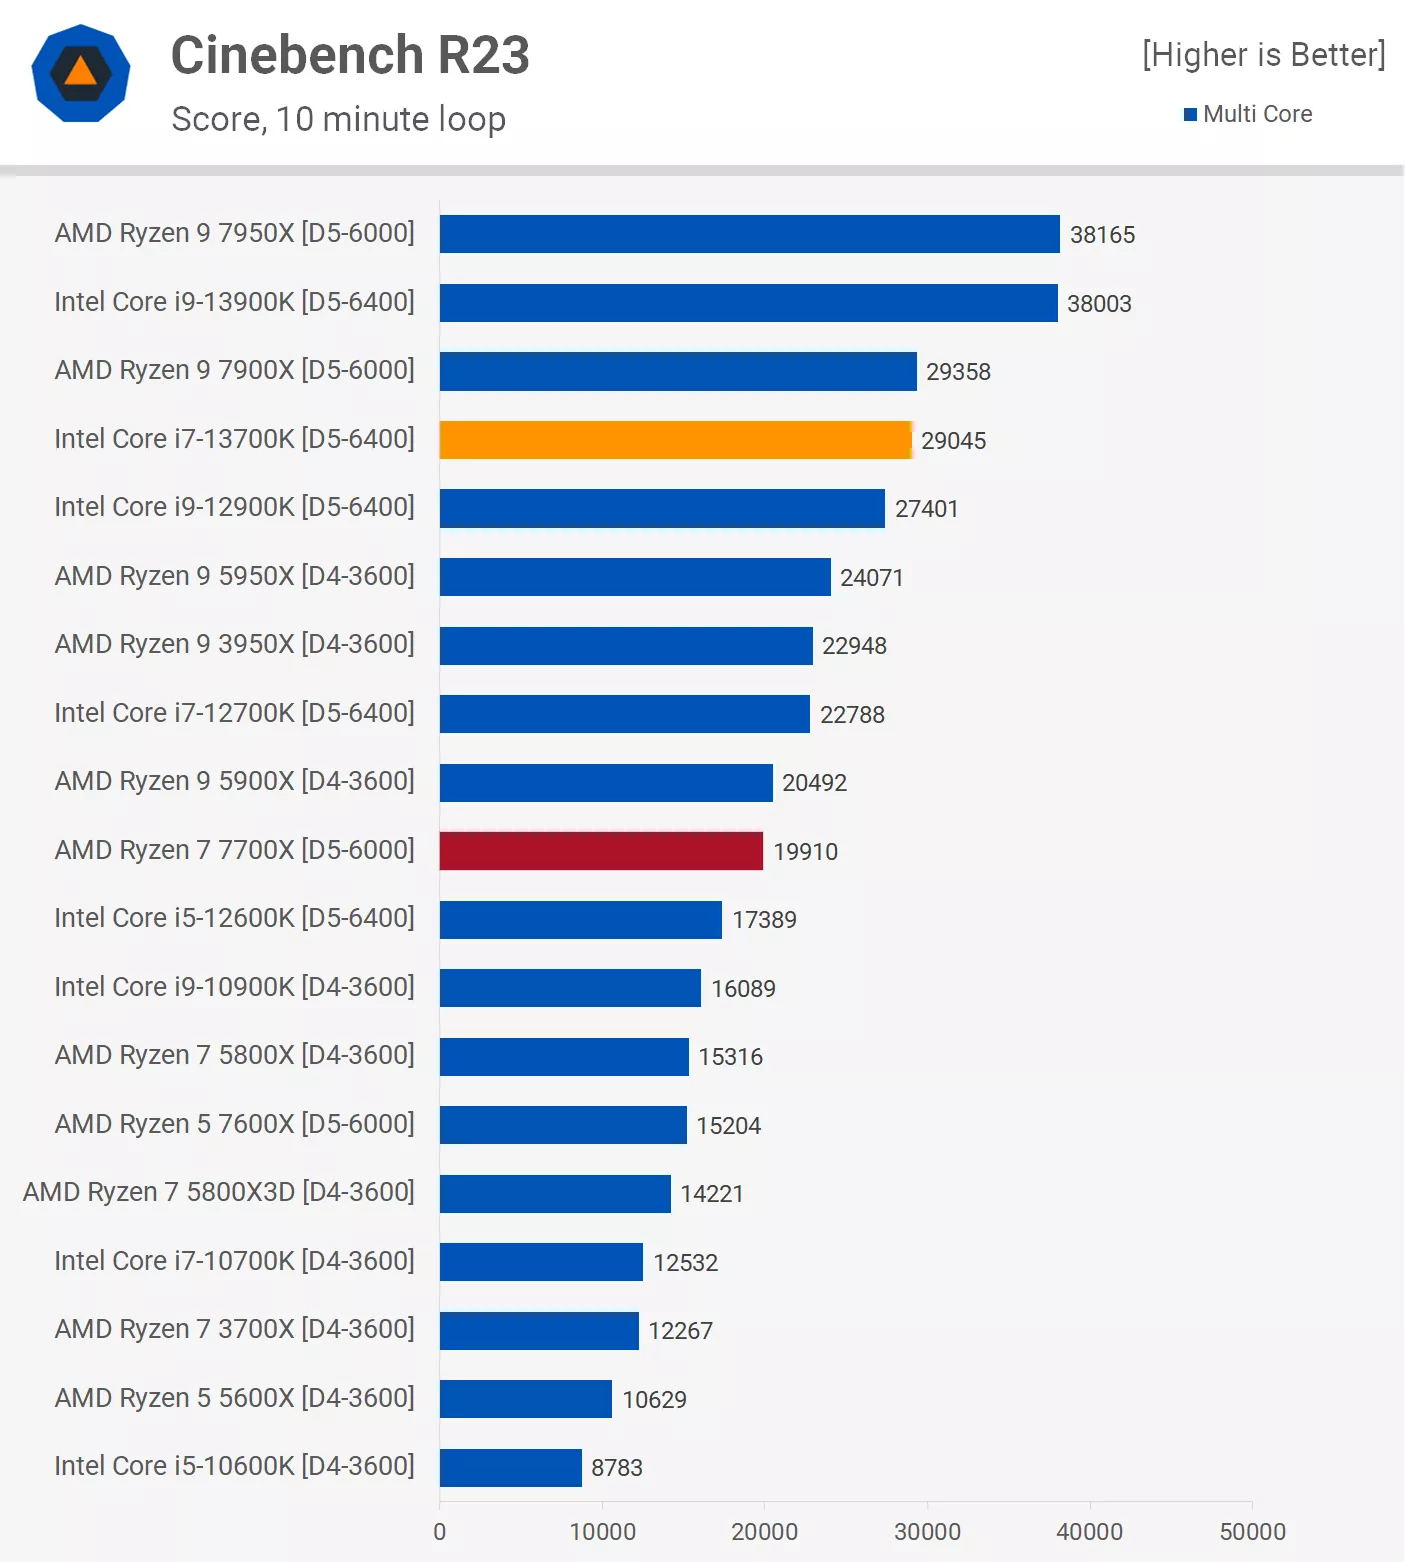 Cinebench R23
Score, 10 minute loop
[Higher is Better]
Multi Core
AMD Ryzen 9 7950X [D5-6000] 38165
Intel Core i9-13900K [D5-6400] 38003
AMD Ryzen 9 7900X [D5-6000] 29358
Intel Core i7-13700K [D5-6400] 29045
Intel Core i9-12900K [D5-6400] 27401
AMD Ryzen 9 5950X [D4-3600] 24071
AMD Ryzen 9 3950X [D4-3600] 22948
Intel Core i7-12700K [D5-6400] 22788
AMD Ryzen 9 5900X [D4-3600] 20492
AMD Ryzen 7 7700X [D5-6000] 19910
Intel Core i5-12600K [D5-6400] 17389
Intel Core i9-10900K [D4-3600] 16089
AMD Ryzen 7 5800X [D4-3600] 15316
AMD Ryzen 5 7600X [D5-6000] 15204
AMD Ryzen 7 5800X3D [D4-3600] 14221
Intel Core i7-10700K [D4-3600] 12532
AMD Ryzen 7 3700X [D4-3600] 12267
AMD Ryzen 5 5600X [D4-3600] 10629
Intel Core i5-10600K [D4-3600] 8783
0 10000 20000 30000 40000 50000